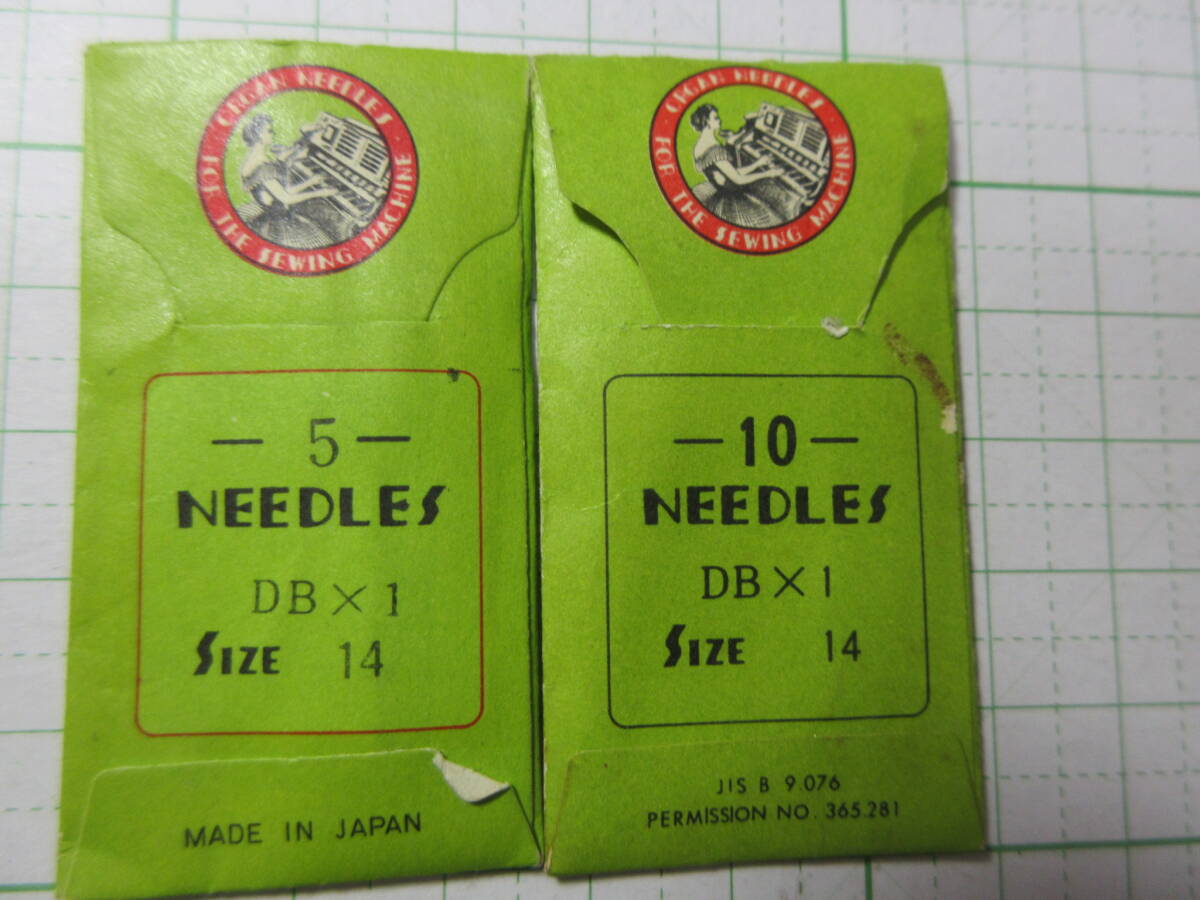 ORGAN NEEDLES · FOR THE SEWING MACHINE ·
— 5 —
NEEDLES
DB×1
SIZE 14
MADE IN JAPAN
ORGAN NEEDLES · FOR THE SEWING MACHINE ·
— 10 —
NEEDLES
DB×1
SIZE 14
JIS B 9.076
PERMISSION NO. 365.281